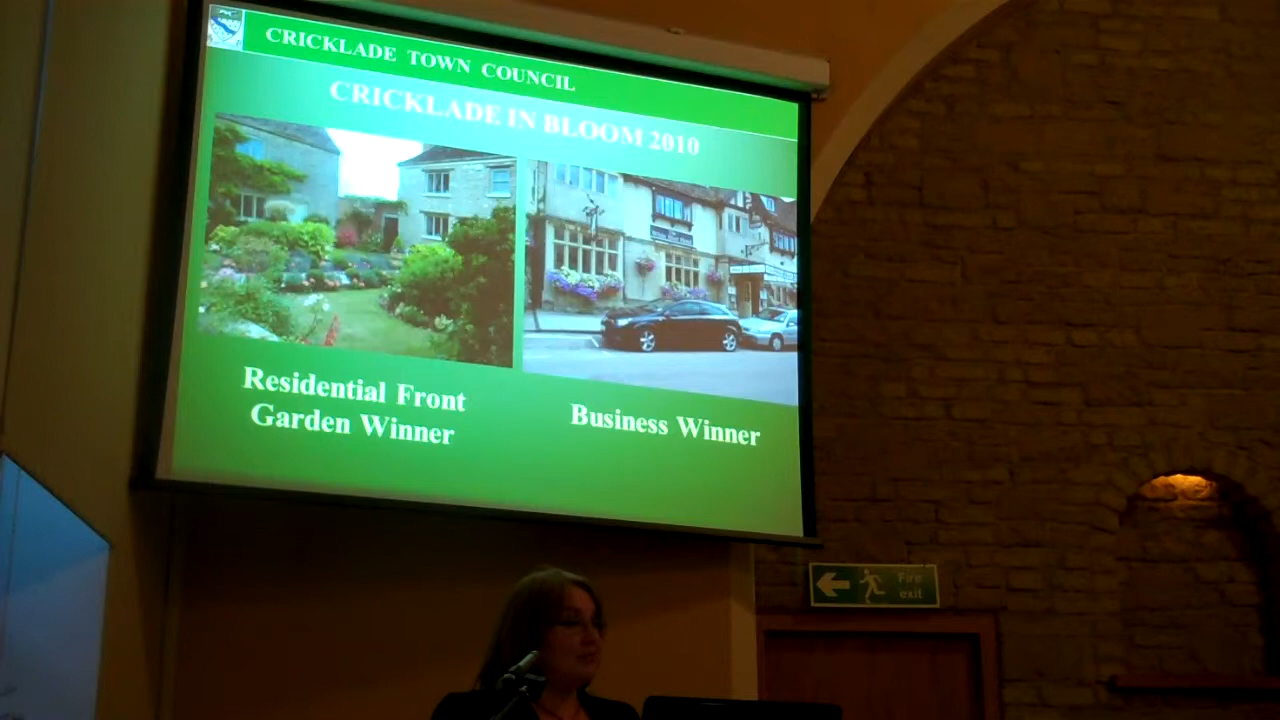 CRICKLADE TOWN COUNCIL
CRICKLADE IN BLOOM 2010
Residential Front
Garden Winner
Business Winner
Fire
exit